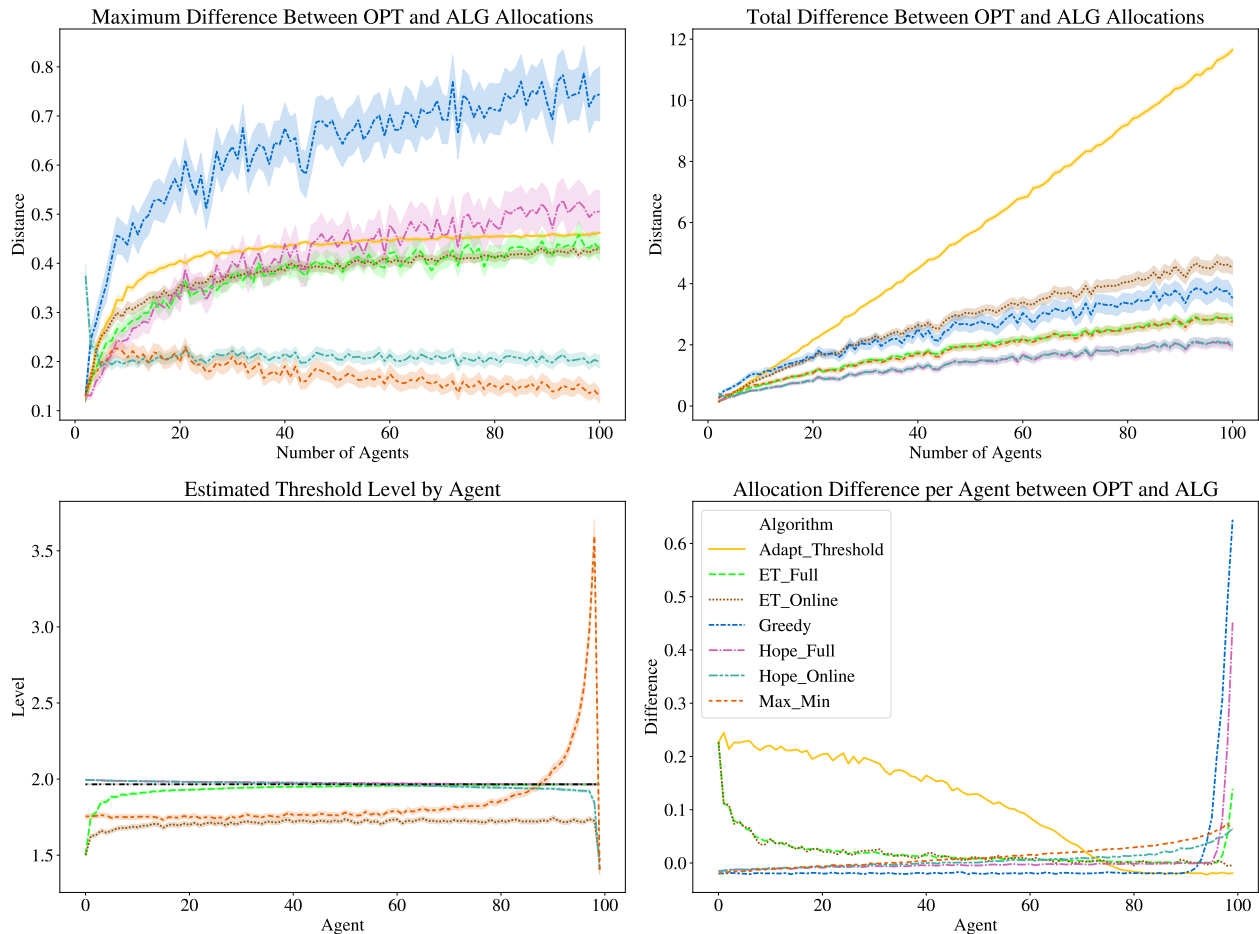 Maximum Difference Between OPT and ALG Allocations
0.8
0.7
0.6
0.5
0.4
0.3
0.2
0.1
Distance
0
20
40
60
80
100
Number of Agents
Total Difference Between OPT and ALG Allocations
12
10
8
6
4
2
0
Distance
0
20
40
60
80
100
Number of Agents
Estimated Threshold Level by Agent
3.5
3.0
2.5
2.0
1.5
Level
0
20
40
60
80
100
Agent
Allocation Difference per Agent between OPT and ALG
0.6
0.5
0.4
0.3
0.2
0.1
0.0
Difference
Algorithm
Adapt_Threshold
ET_Full
ET_Online
Greedy
Hope_Full
Hope_Online
Max_Min
0
20
40
60
80
100
Agent